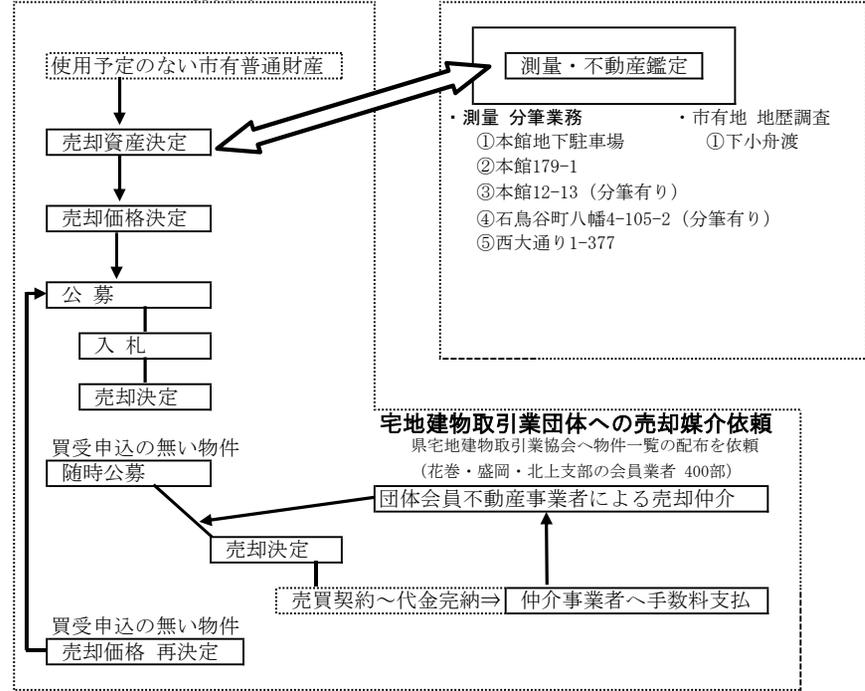 使用予定のない市有普通財産
売却資産決定
売却価格決定
公 募
入 札
売却決定
買受申込の無い物件
随時公募
売却決定
買受申込の無い物件
売却価格 再決定
測量・不動産鑑定
・測量 分筆業務
①本館地下駐車場
②本館179-1
③本館12-13 (分筆有り)
④石鳥谷町八幡4-105-2 (分筆有り)
⑤西大通り1-377
・市有地 地歴調査
①下小舟渡
宅地建物取引業団体への売却媒介依頼
県宅地建物取引業協会へ物件一覧の配布を依頼
(花巻・盛岡・北上支部の会員業者 400部)
団体会員不動産事業者による売却仲介
売買契約～代金完納⇒
仲介事業者へ手数料支払